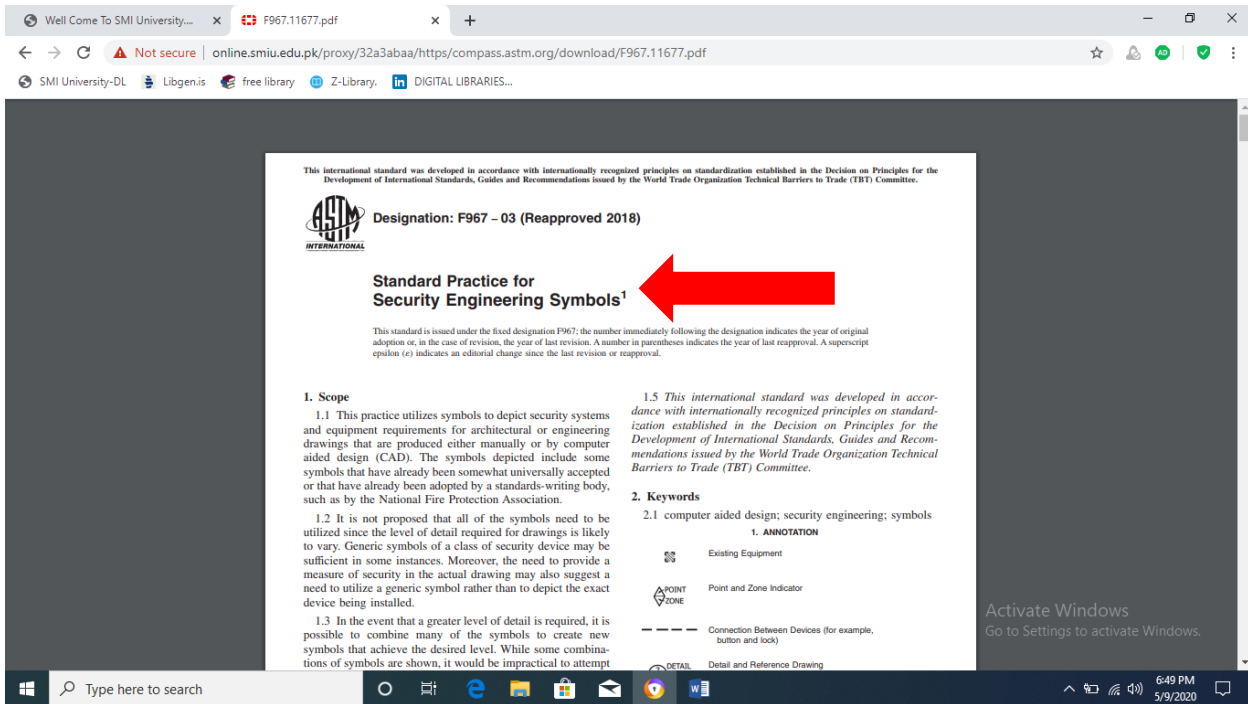 Well Come To SMI University....
F967.11677.pdf
Not secure
online.smiu.edu.pk/proxy/32a3abaa/https/compass.astm.org/download/F967.11677.pdf
SMI University-DL
Libgen.is
free library
Z-Library.
DIGITAL LIBRARIES...
This international standard was developed in accordance with internationally recognized principles on standardization established in the Decision on Principles for the
Development of International Standards, Guides and Recommendations issued by the World Trade Organization Technical Barriers to Trade (TBT) Committee.
ASTM
INTERNATIONAL
Designation: F967 – 03 (Reapproved 2018)
Standard Practice for
Security Engineering Symbols1
This standard is issued under the fixed designation F967; the number immediately following the designation indicates the year of original
adoption or, in the case of revision, the year of last revision. A number in parentheses indicates the year of last reapproval. A superscript
epsilon (ε) indicates an editorial change since the last revision or reapproval.
1. Scope
1.1 This practice utilizes symbols to depict security systems
and equipment requirements for architectural or engineering
drawings that are produced either manually or by computer
aided design (CAD). The symbols depicted include some
symbols that have already been somewhat universally accepted
or that have already been adopted by a standards-writing body,
such as by the National Fire Protection Association.
1.2 It is not proposed that all of the symbols need to be
utilized since the level of detail required for drawings is likely
to vary. Generic symbols of a class of security device may be
sufficient in some instances. Moreover, the need to provide a
measure of security in the actual drawing may also suggest a
need to utilize a generic symbol rather than to depict the exact
device being installed.
1.3 In the event that a greater level of detail is required, it is
possible to combine many of the symbols to create new
symbols that achieve the desired level. While some combina-
tions of symbols are shown, it would be impractical to attempt
1.5 This international standard was developed in accor-
dance with internationally recognized principles on standard-
ization established in the Decision on Principles for the
Development of International Standards, Guides and Recom-
mendations issued by the World Trade Organization Technical
Barriers to Trade (TBT) Committee.
2. Keywords
2.1 computer aided design; security engineering; symbols
1. ANNOTATION
Existing Equipment
POINT
ZONE
Point and Zone Indicator
Connection Between Devices (for example,
button and lock)
DETAIL
Detail and Reference Drawing
Activate Windows
Go to Settings to activate Windows.
Type here to search
6:49 PM
5/9/2020